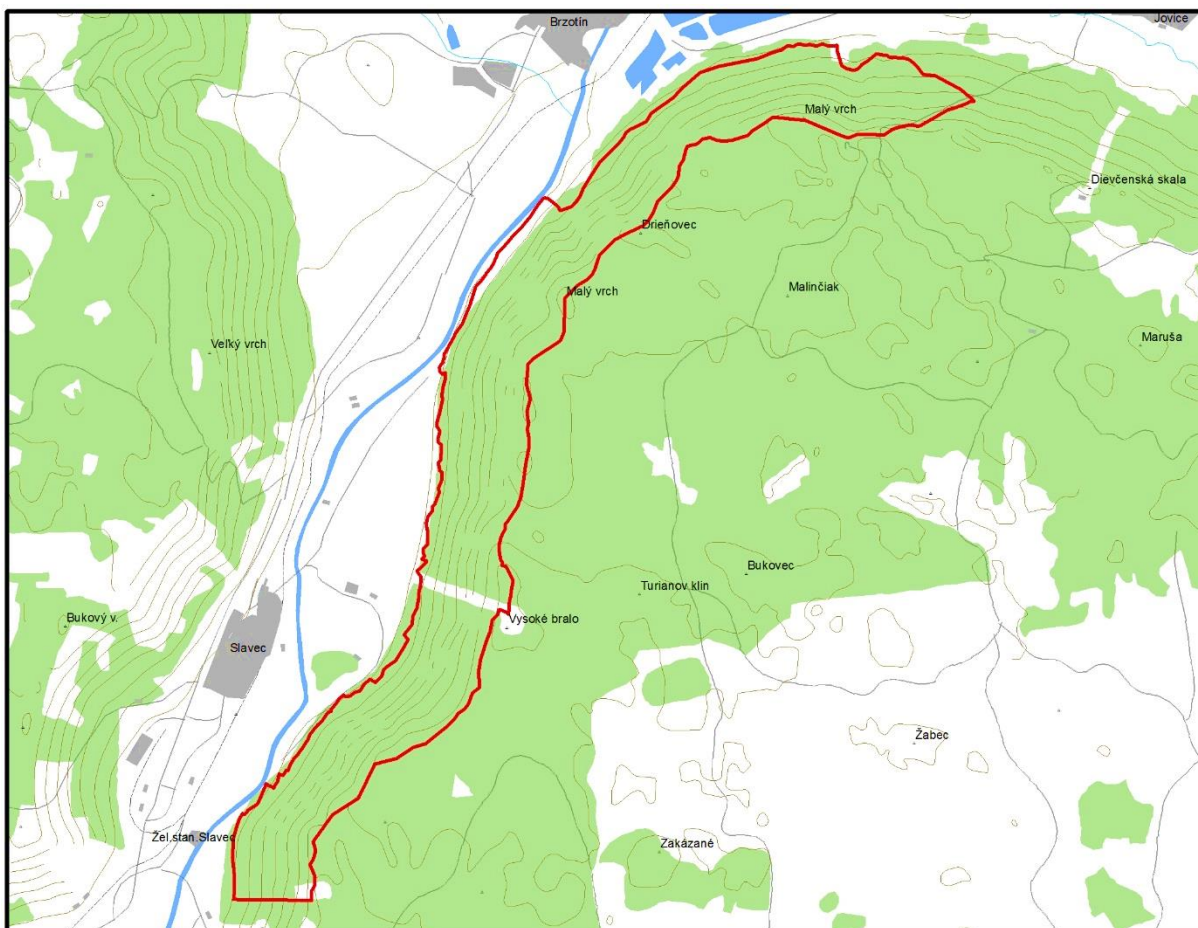 Brzotín
Jovice
Malý vrch
Dievčenská skala
Drieňovec
Malý vrch
Malinčiak
Maruša
Veľký vrch
Bukovec
Turianov klin
Bukový v.
Vysoké bralo
Slavec
Žabec
Žel.stan.Slavec
Zakázané